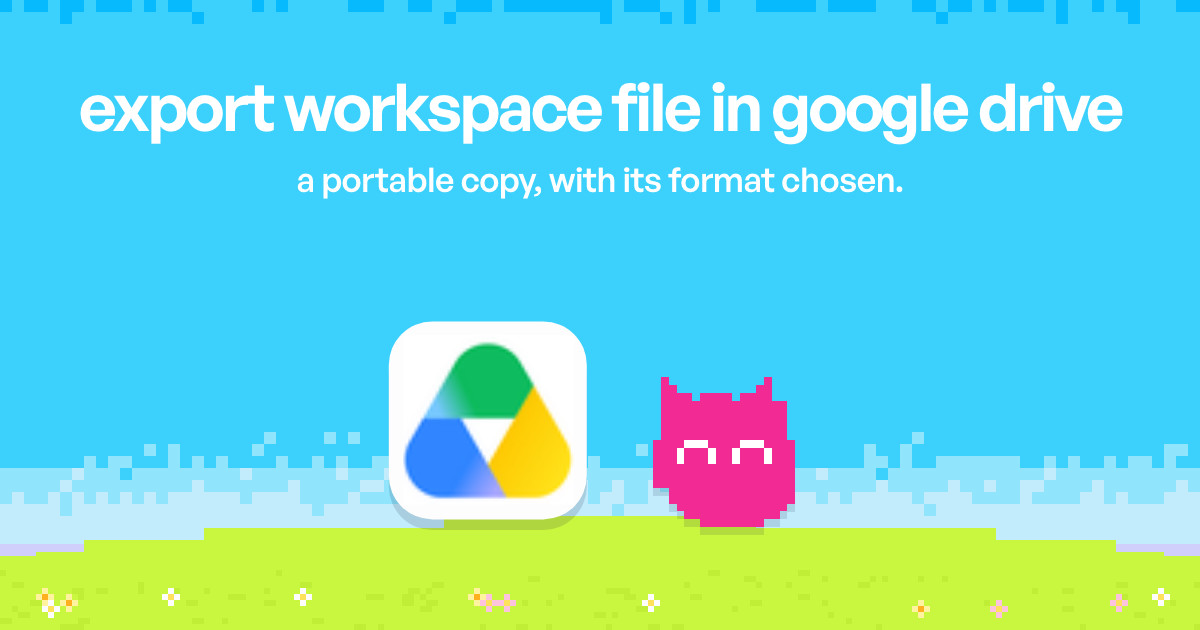 export workspace file in google drive
a portable copy, with its format chosen.